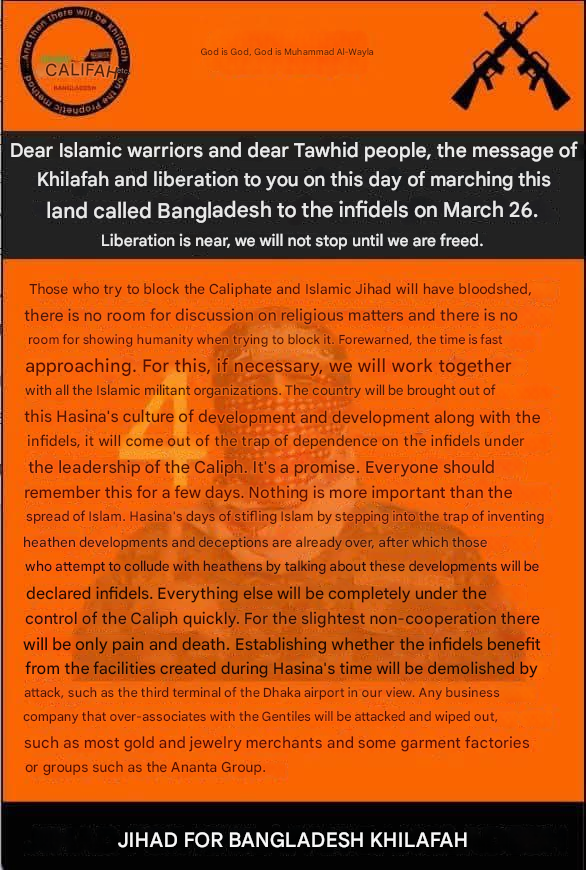 And then there will be Khilafah
on the Prophetic method
CALIFAH
BANGLADESH
God is God, God is Muhammad Al-Wayla
Dear Islamic warriors and dear Tawhid people, the message of
Khilafah and liberation to you on this day of marching this
land called Bangladesh to the infidels on March 26.
Liberation is near, we will not stop until we are freed.
Those who try to block the Caliphate and Islamic Jihad will have bloodshed,
there is no room for discussion on religious matters and there is no
room for showing humanity when trying to block it. Forewarned, the time is fast
approaching. For this, if necessary, we will work together
with all the Islamic militant organizations. The country will be brought out of
this Hasina's culture of development and development along with the
infidels, it will come out of the trap of dependence on the infidels under
the leadership of the Caliph. It's a promise. Everyone should
remember this for a few days. Nothing is more important than the
spread of Islam. Hasina's days of stifling Islam by stepping into the trap of inventing
heathen developments and deceptions are already over, after which those
who attempt to collude with heathens by talking about these developments will be
declared infidels. Everything else will be completely under the
control of the Caliph quickly. For the slightest non-cooperation there
will be only pain and death. Establishing whether the infidels benefit
from the facilities created during Hasina's time will be demolished by
attack, such as the third terminal of the Dhaka airport in our view. Any business
company that over-associates with the Gentiles will be attacked and wiped out,
such as most gold and jewelry merchants and some garment factories
or groups such as the Ananta Group.
4
JIHAD FOR BANGLADESH KHILAFAH